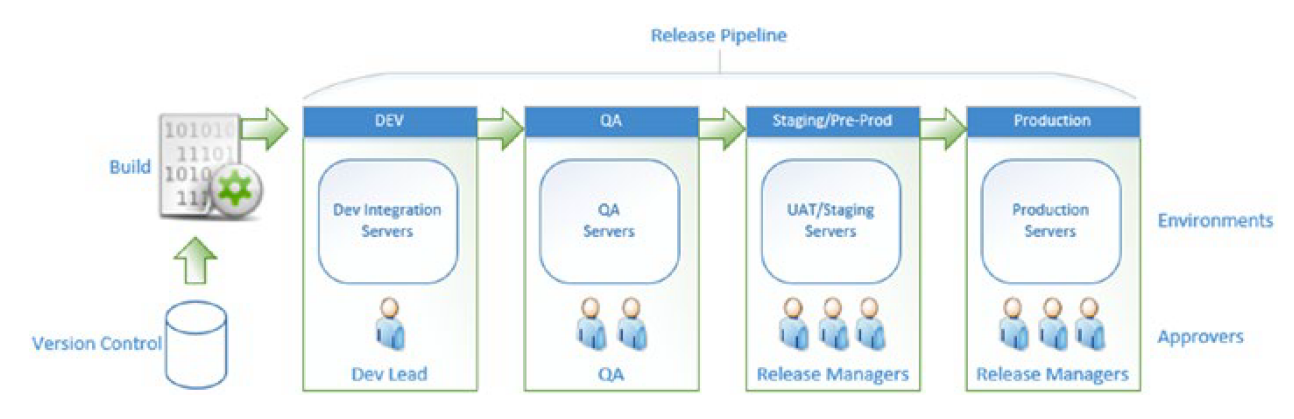 Release Pipeline
DEV
QA
Staging/Pre-Prod
Production
101010
11101
1010
111
Build
Dev Integration
Servers
QA
Servers
UAT/Staging
Servers
Production
Servers
Environments
Version Control
Approvers
Dev Lead
QA
Release Managers
Release Managers